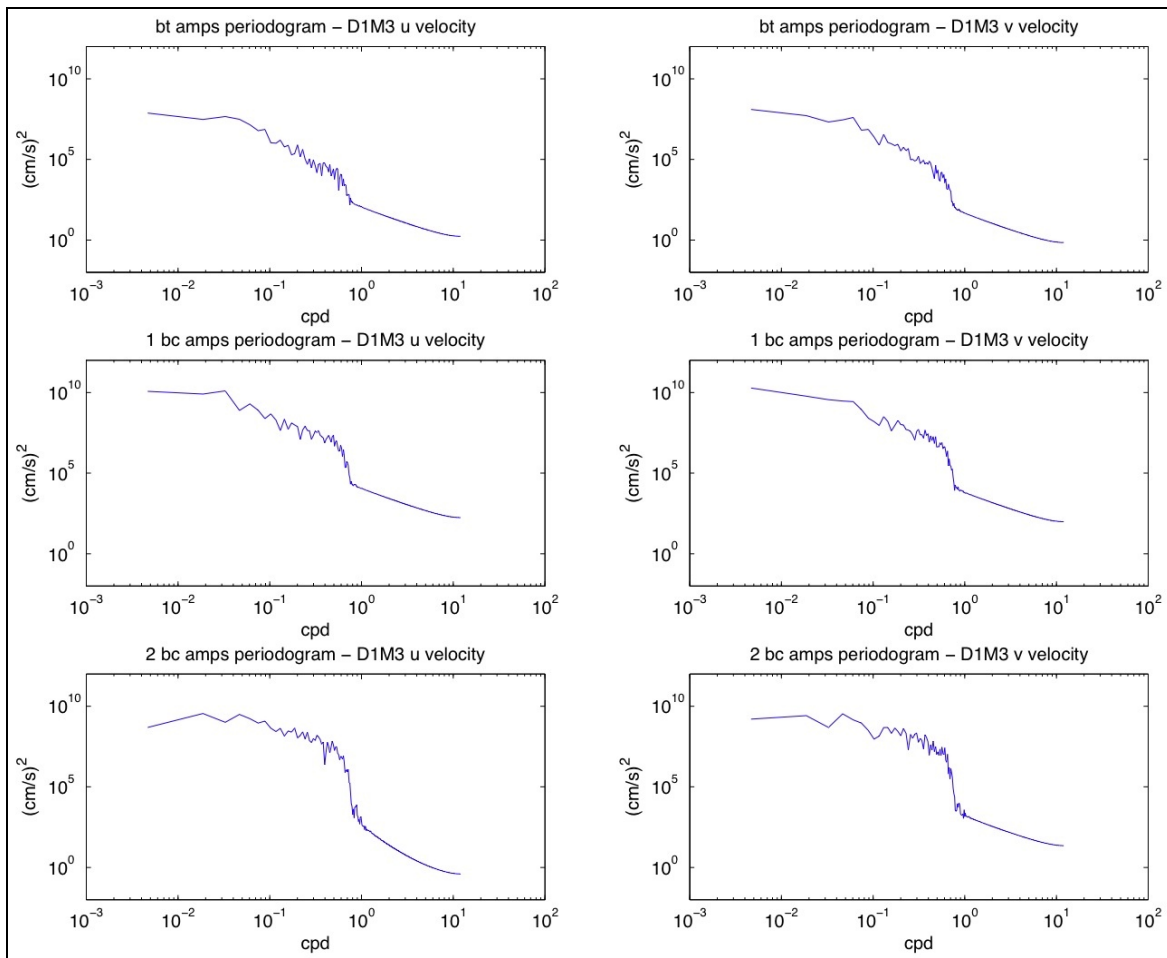 bt amps periodogram − D1M3 u velocity
10^10
10^5
10^0
(cm/s)^2
10^-3 10^-2 10^-1 10^0 10^1 10^2
cpd
bt amps periodogram − D1M3 v velocity
10^10
10^5
10^0
(cm/s)^2
10^-3 10^-2 10^-1 10^0 10^1 10^2
cpd
1 bc amps periodogram − D1M3 u velocity
10^10
10^5
10^0
(cm/s)^2
10^-3 10^-2 10^-1 10^0 10^1 10^2
cpd
1 bc amps periodogram − D1M3 v velocity
10^10
10^5
10^0
(cm/s)^2
10^-3 10^-2 10^-1 10^0 10^1 10^2
cpd
2 bc amps periodogram − D1M3 u velocity
10^10
10^5
10^0
(cm/s)^2
10^-3 10^-2 10^-1 10^0 10^1 10^2
cpd
2 bc amps periodogram − D1M3 v velocity
10^10
10^5
10^0
(cm/s)^2
10^-3 10^-2 10^-1 10^0 10^1 10^2
cpd